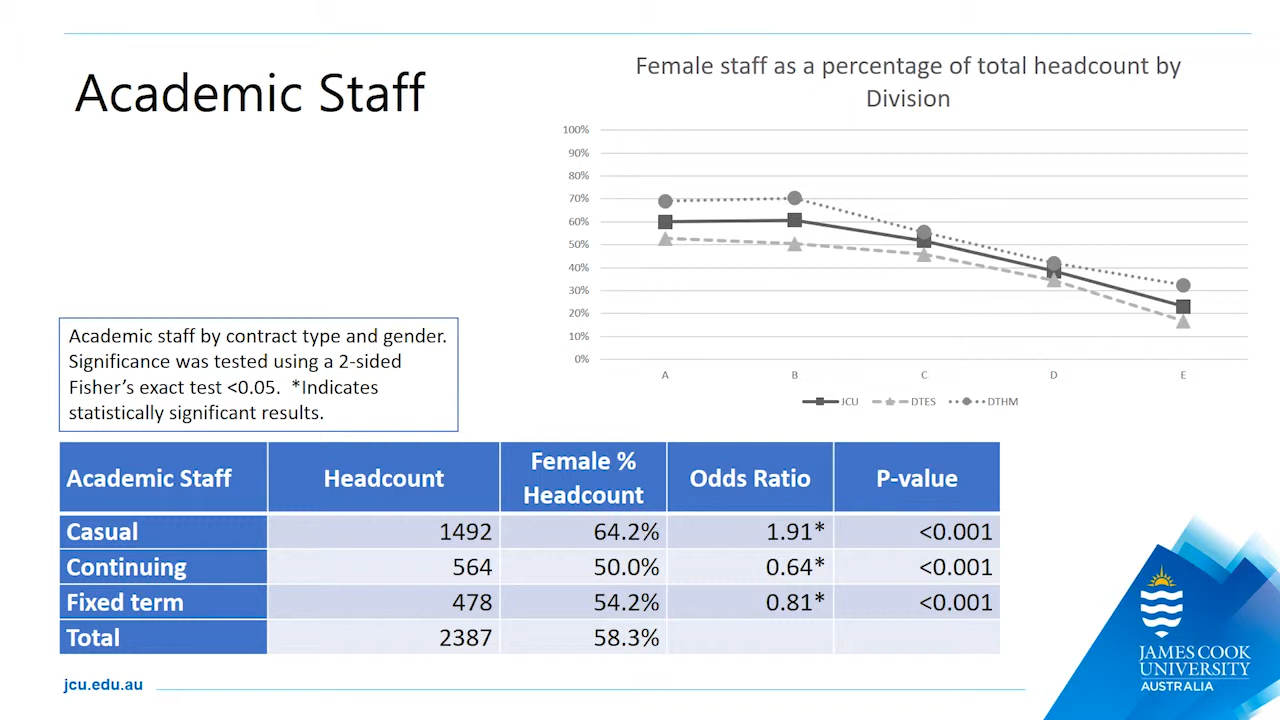 Academic Staff
Female staff as a percentage of total headcount by
Division
100%
90%
80%
70%
60%
50%
40%
30%
20%
10%
0%
A B C D E
JCU DTES DTHM
Academic staff by contract type and gender.
Significance was tested using a 2-sided
Fisher's exact test <0.05. *Indicates
statistically significant results.
Academic Staff Headcount Female % Headcount Odds Ratio P-value
Casual 1492 64.2% 1.91* <0.001
Continuing 564 50.0% 0.64* <0.001
Fixed term 478 54.2% 0.81* <0.001
Total 2387 58.3%
jcu.edu.au
JAMES COOK
UNIVERSITY
AUSTRALIA